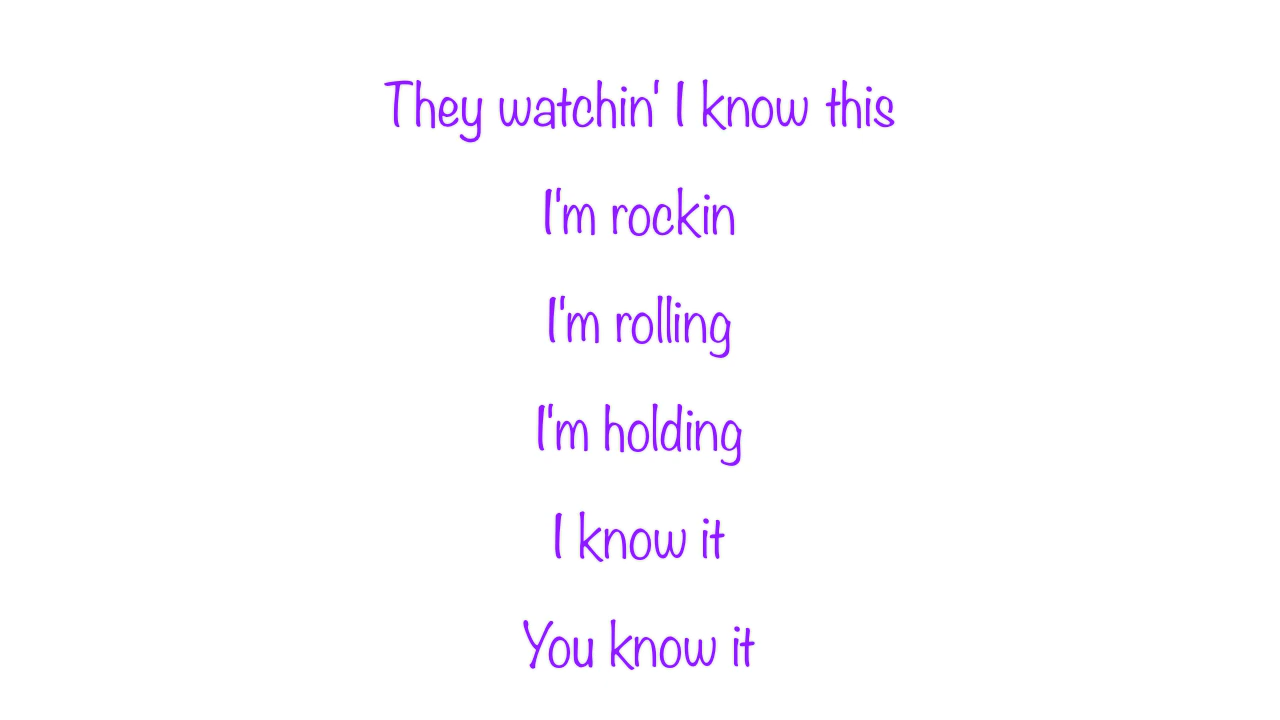 They watchin' I know this
I'm rockin
I'm rolling
I'm holding
I know it
You know it